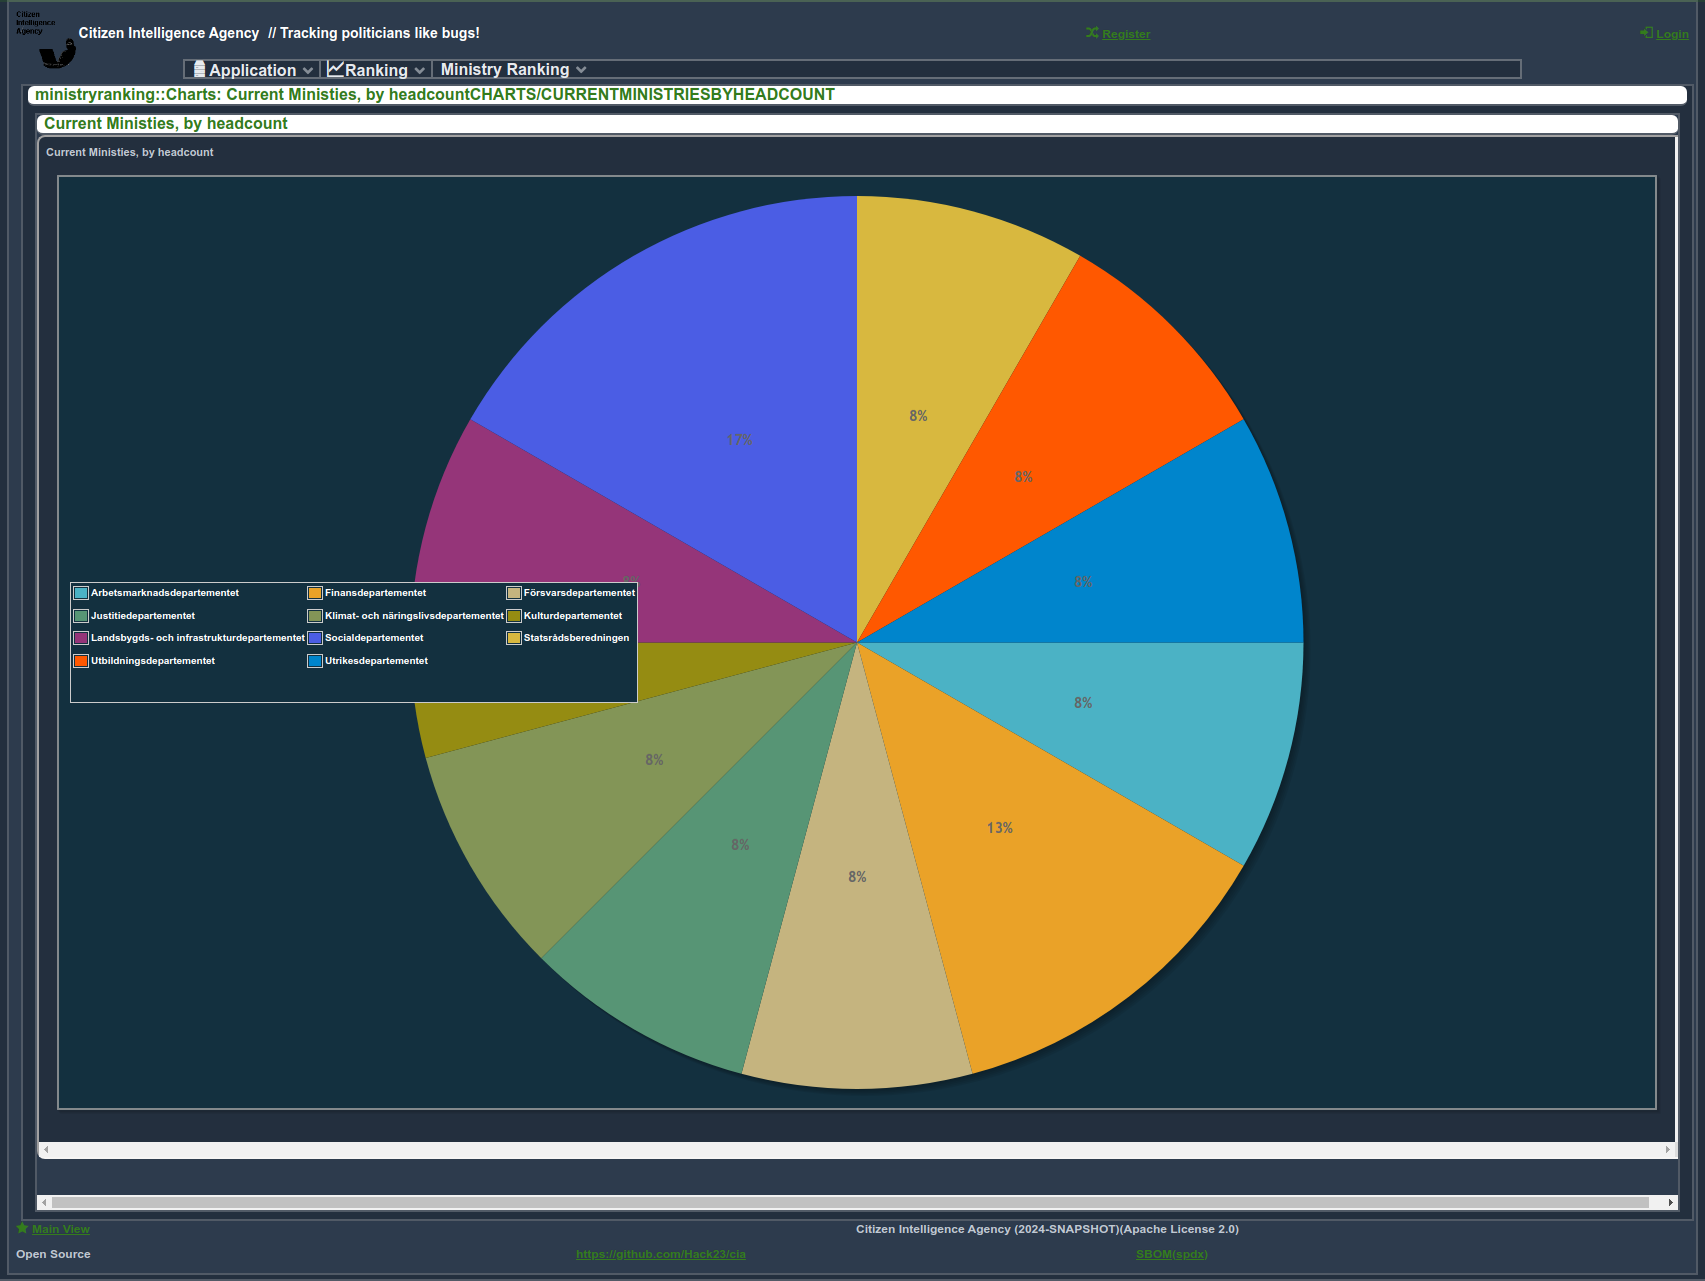 Citizen
Intelligence
Agency
Citizen Intelligence Agency // Tracking politicians like bugs!
Register
Login
Application
Ranking
Ministry Ranking
ministryranking::Charts: Current Ministies, by headcountCHARTS/CURRENTMINISTRIESBYHEADCOUNT
Current Ministies, by headcount
Current Ministies, by headcount
8%
17%
8%
8%
Arbetsmarknadsdepartementet
Finansdepartementet
Försvarsdepartementet
Justitiedepartementet
Klimat- och näringslivsdepartementet
Kulturdepartementet
Landsbygds- och infrastrukturdepartementet
Socialdepartementet
Statsrådsberedningen
Utbildningsdepartementet
Utrikesdepartementet
8%
8%
13%
8%
8%
Main View
Citizen Intelligence Agency (2024-SNAPSHOT)(Apache License 2.0)
Open Source
https://github.com/Hack23/cia
SBOM(spdx)